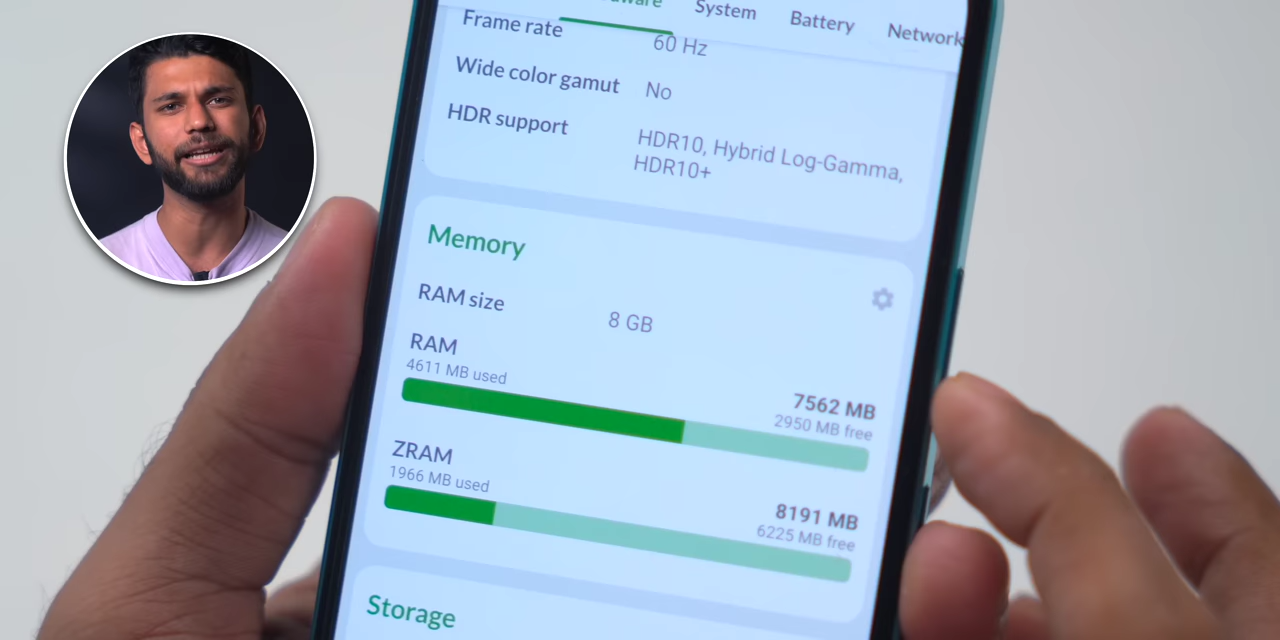 System Battery Network
Frame rate 60 Hz
Wide color gamut No
HDR support HDR10, Hybrid Log-Gamma,
HDR10+
Memory
RAM size 8 GB
RAM
4611 MB used 7562 MB
2950 MB free
ZRAM
1966 MB used 8191 MB
6225 MB free
Storage